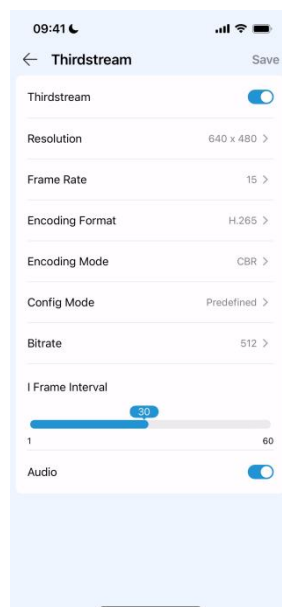 09:41
Thirdstream
Save
Thirdstream
Resolution 640 x 480
Frame Rate 15
Encoding Format H.265
Encoding Mode CBR
Config Mode Predefined
Bitrate 512
I Frame Interval
30
1 60
Audio